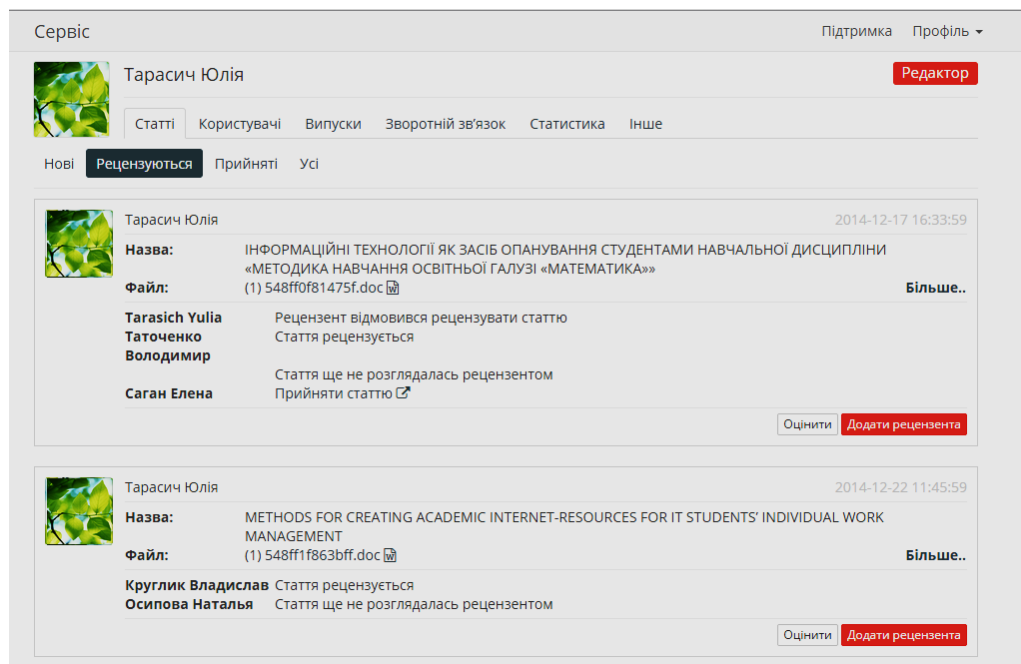 Сервіс Підтримка Профіль
Тарасич Юлія Редактор
Статті Користувачі Випуски Зворотній зв'язок Статистика Інше
Нові Рецензуються Прийняті Усі
Тарасич Юлія 2014-12-17 16:33:59
Назва: ІНФОРМАЦІЙНІ ТЕХНОЛОГІЇ ЯК ЗАСІБ ОПАНУВАННЯ СТУДЕНТАМИ НАВЧАЛЬНОЇ ДИСЦИПЛІНИ
«МЕТОДИКА НАВЧАННЯ ОСВІТНЬОЇ ГАЛУЗІ «МАТЕМАТИКА»»
Файл: (1) 548ff0f81475f.doc Більше..
Tarasich Yulia Рецензент відмовився рецензувати статтю
Таточенко Стаття рецензується
Володимир
Стаття ще не розглядалась рецензентом
Саган Елена Прийняти статтю
Оцінити Додати рецензента
Тарасич Юлія 2014-12-22 11:45:59
Назва: METHODS FOR CREATING ACADEMIC INTERNET-RESOURCES FOR IT STUDENTS’ INDIVIDUAL WORK
MANAGEMENT
Файл: (1) 548ff1f863bff.doc Більше..
Круглик Владислав Стаття рецензується
Осипова Наталья Стаття ще не розглядалась рецензентом
Оцінити Додати рецензента